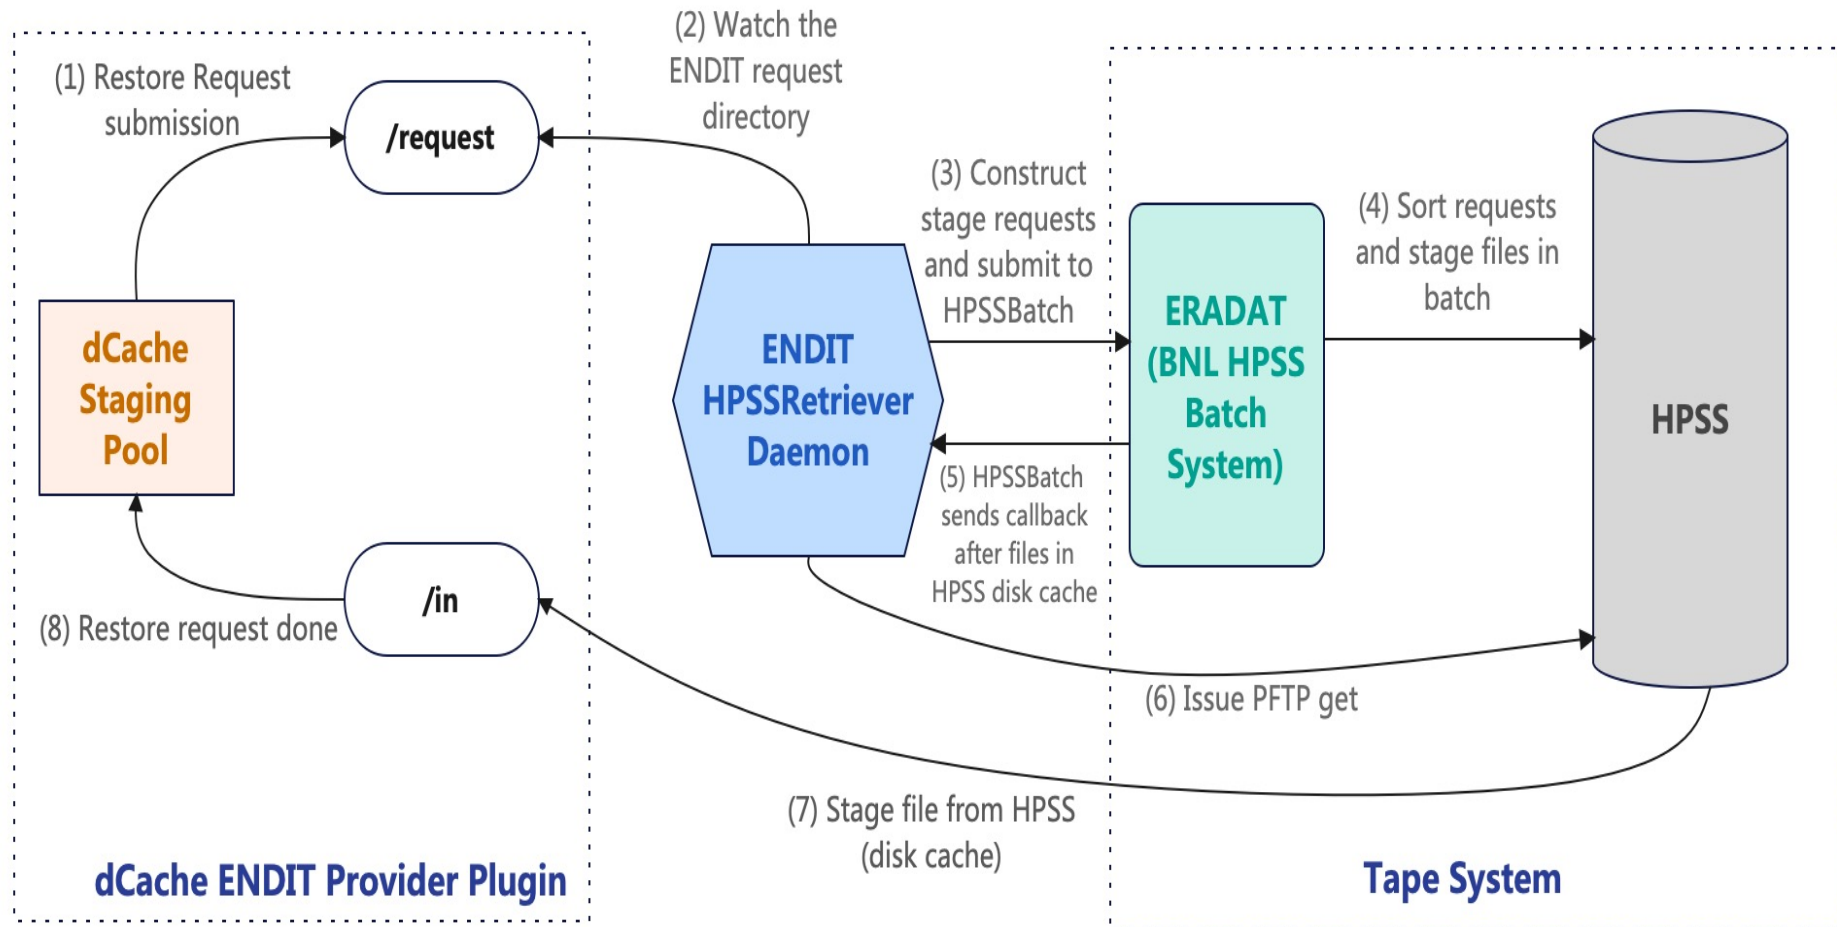 (1) Restore Request
submission
/request
(2) Watch the
ENDIT request
directory
(3) Construct
stage requests
and submit to
HPSSBatch
(4) Sort requests
and stage files in
batch
dCache
Staging
Pool
ENDIT
HPSSRetriever
Daemon
ERADAT
(BNL HPSS
Batch
System)
HPSS
(5) HPSSBatch
sends callback
after files in
HPSS disk cache
/in
(8) Restore request done
(6) Issue PFTP get
(7) Stage file from HPSS
(disk cache)
dCache ENDIT Provider Plugin
Tape System